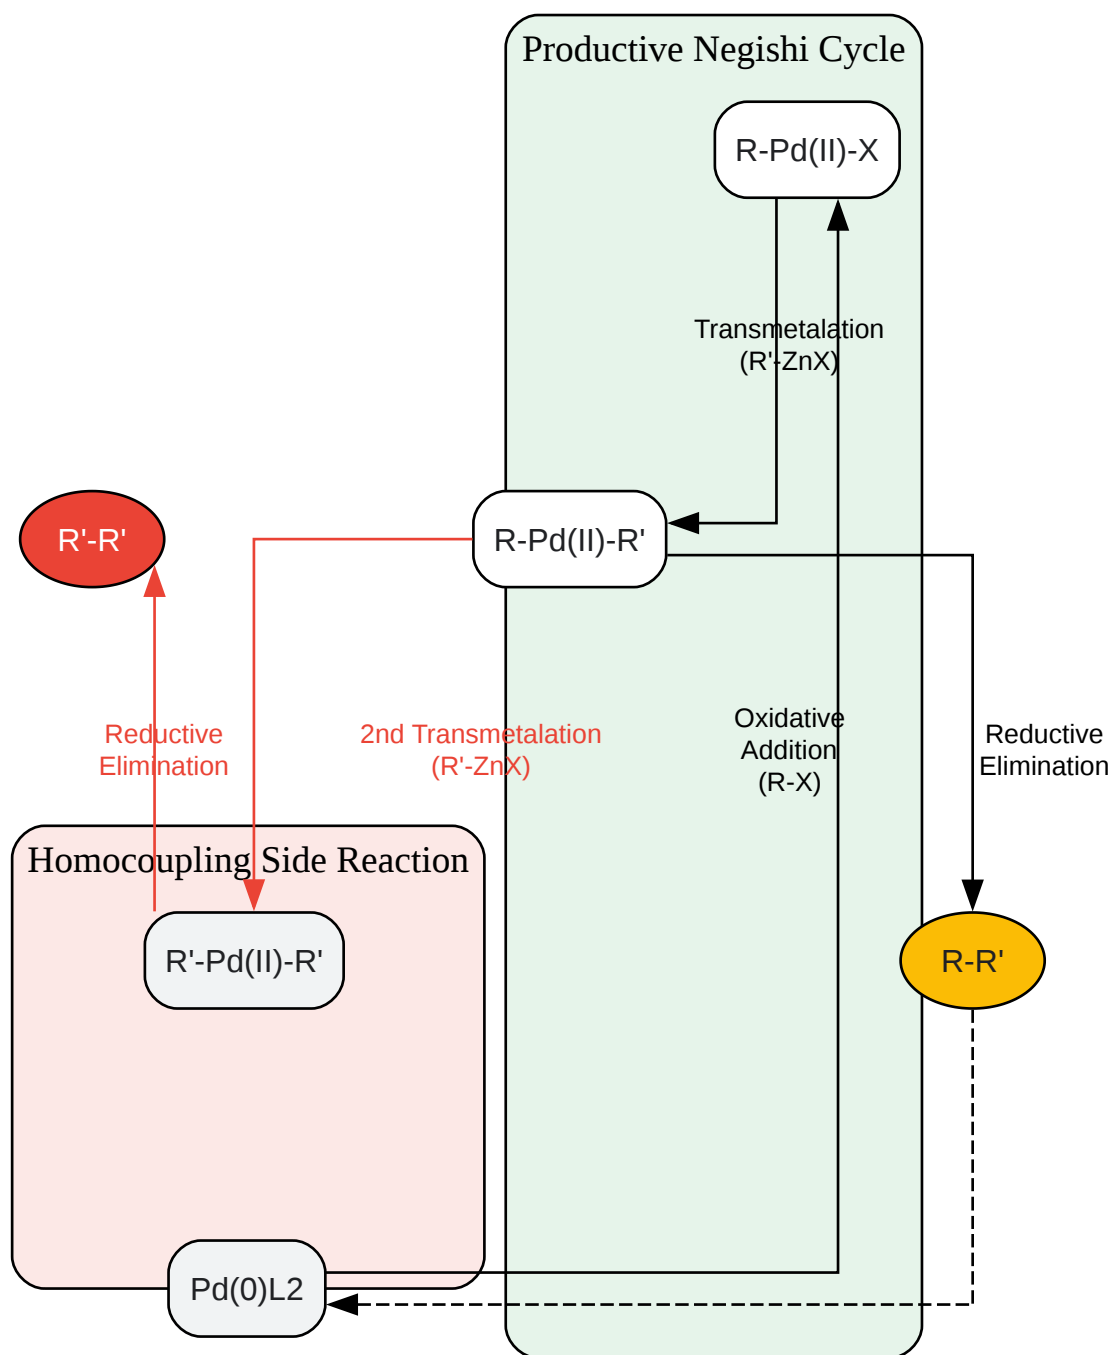 Productive Negishi Cycle
R-Pd(II)-X
Transmetalation
(R'-ZnX)
R'-R'
R-Pd(II)-R'
Reductive
Elimination
2nd Transmetalation
(R'-ZnX)
Oxidative
Addition
(R-X)
Reductive
Elimination
Homocoupling Side Reaction
R'-Pd(II)-R'
R-R'
Pd(0)L2